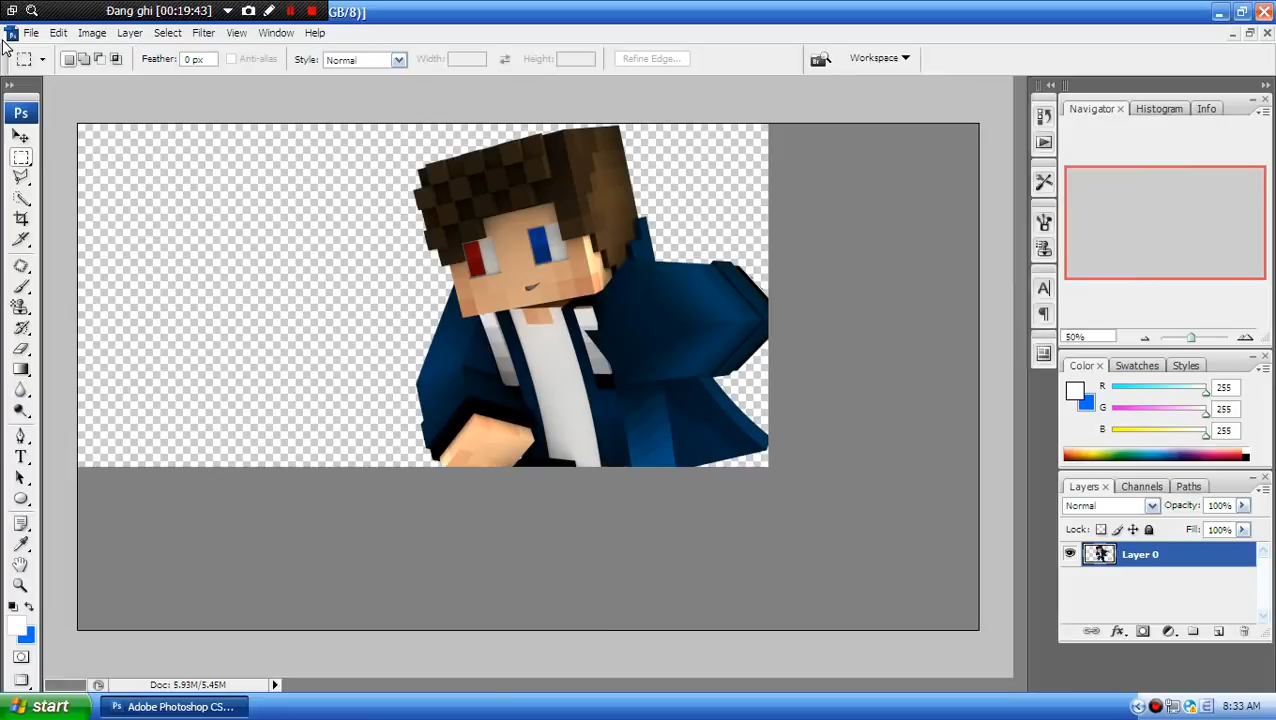 Đang ghi [00:19:43]
GB/8)]
File Edit Image Layer Select Filter View Window Help
Feather: 0 px Anti-alias Style: Normal Width: Height: Refine Edge... Br Workspace
Ps
Navigator Histogram Info
50%
Color Swatches Styles
R 255
G 255
B 255
Layers Channels Paths
Normal Opacity: 100%
Lock: Fill: 100%
Layer 0
Doc: 5.93M/5.45M
start Ps Adobe Photoshop CS... 8:33 AM